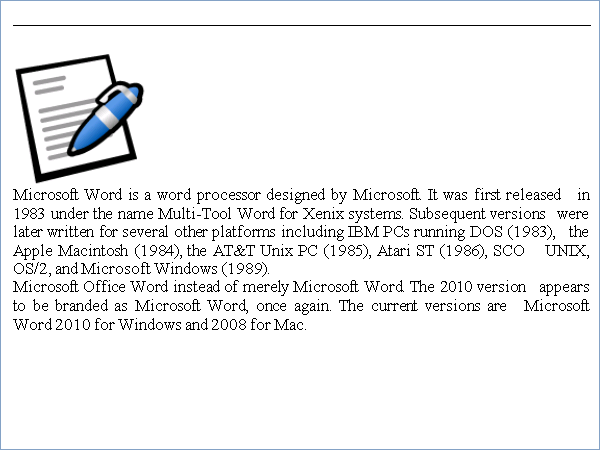 Microsoft Word is a word processor designed by Microsoft. It was first released in
1983 under the name Multi-Tool Word for Xenix systems. Subsequent versions were
later written for several other platforms including IBM PCs running DOS (1983), the
Apple Macintosh (1984), the AT&T Unix PC (1985), Atari ST (1986), SCO UNIX,
OS/2, and Microsoft Windows (1989).
Microsoft Office Word instead of merely Microsoft Word. The 2010 version appears
to be branded as Microsoft Word, once again. The current versions are Microsoft
Word 2010 for Windows and 2008 for Mac.